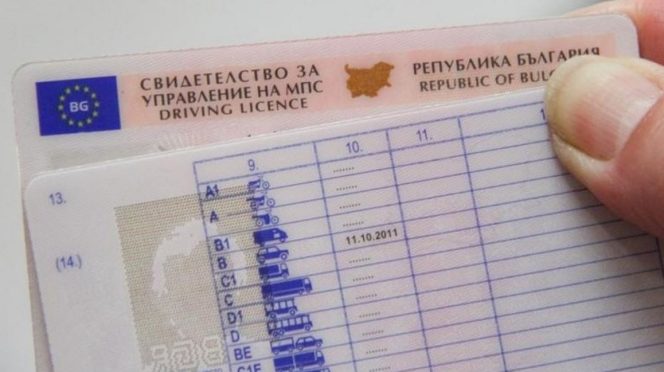 BG
СВИДЕТЕЛСТВО ЗА
УПРАВЛЕНИЕ НА МПС
DRIVING LICENCE
РЕПУБЛИКА БЪЛГАРИЯ
REPUBLIC OF
13.
(14.)
9.
10.
11.
A1
A
B1
11.10.2011
B
C1
C
D1
D
BE
C1E